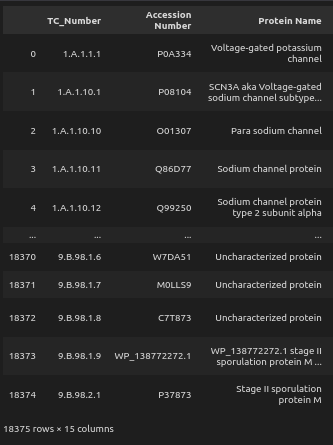 TC_Number Accession Number Protein Name
0 1.A.1.1.1 P0A334 Voltage-gated potassium channel
1 1.A.1.10.1 P08104 SCN3A aka Voltage-gated sodium channel subtype...
2 1.A.1.10.10 O01307 Para sodium channel
3 1.A.1.10.11 Q86D77 Sodium channel protein
4 1.A.1.10.12 Q99250 Sodium channel protein type 2 subunit alpha
... ... ... ...
18370 9.B.98.1.6 W7DA51 Uncharacterized protein
18371 9.B.98.1.7 M0LLS9 Uncharacterized protein
18372 9.B.98.1.8 C7T873 Uncharacterized protein
18373 9.B.98.1.9 WP_138772272.1 WP_138772272.1 stage II sporulation protein M ...
18374 9.B.98.2.1 P37873 Stage II sporulation protein M
18375 rows × 15 columns